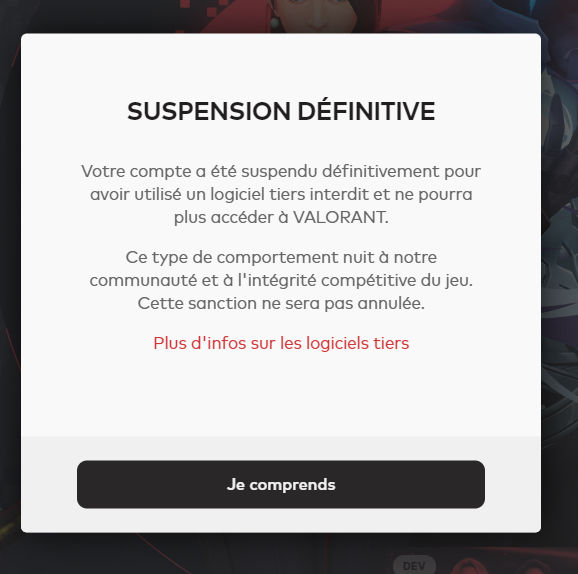 SUSPENSION DÉFINITIVE
Votre compte a été suspendu définitivement pour
avoir utilisé un logiciel tiers interdit et ne pourra
plus accéder à VALORANT.
Ce type de comportement nuit à notre
communauté et à l'intégrité compétitive du jeu.
Cette sanction ne sera pas annulée.
Plus d'infos sur les logiciels tiers
Je comprends
DEV